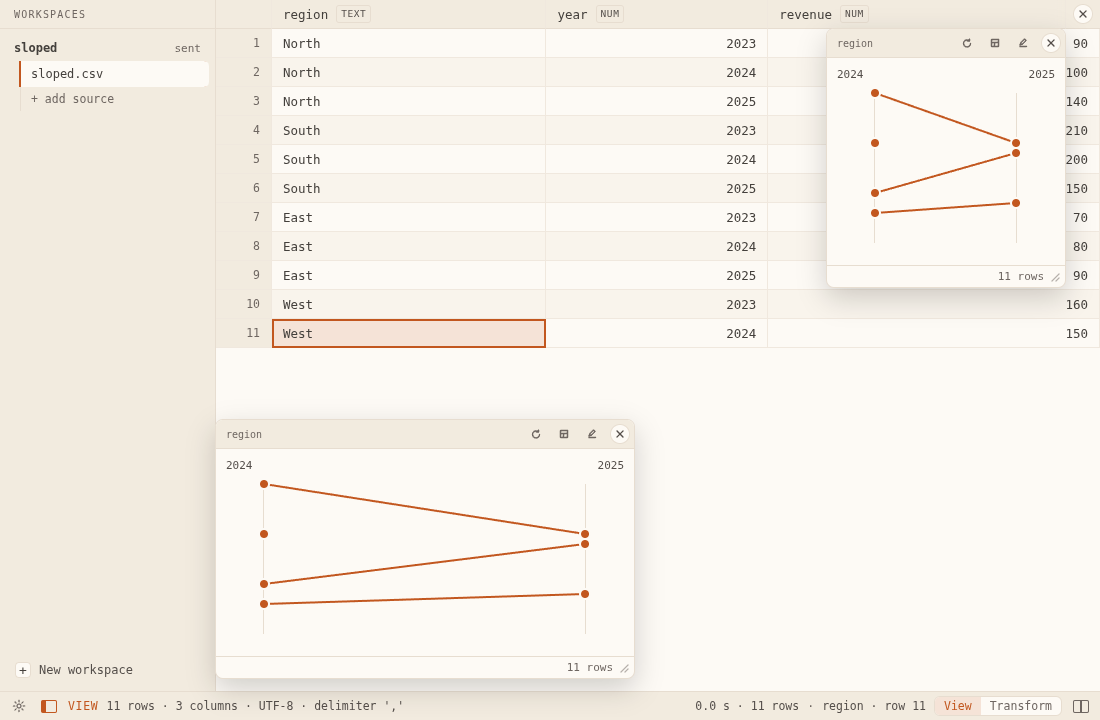 WORKSPACES
sloped sent
sloped.csv
+ add source
+ New workspace
region TEXT year NUM revenue NUM
1 North 2023 90
2 North 2024 100
3 North 2025 140
4 South 2023 210
5 South 2024 200
6 South 2025 150
7 East 2023 70
8 East 2024 80
9 East 2025 90
10 West 2023 160
11 West 2024 150
region
2024 2025
11 rows
region
2024 2025
11 rows
VIEW 11 rows · 3 columns · UTF-8 · delimiter ',' 0.0 s · 11 rows · region · row 11 View Transform